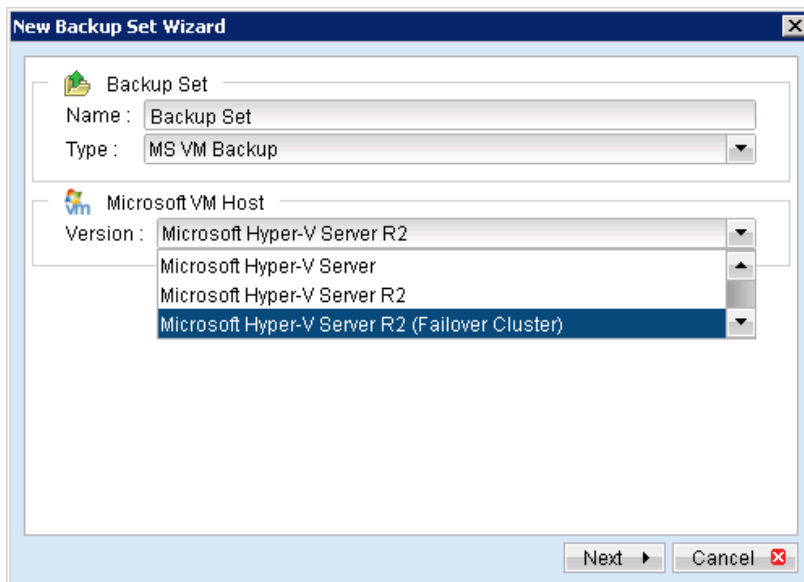 New Backup Set Wizard
Backup Set
Name : Backup Set
Type : MS VM Backup
vm Microsoft VM Host
Version : Microsoft Hyper-V Server R2
Microsoft Hyper-V Server
Microsoft Hyper-V Server R2
Microsoft Hyper-V Server R2 (Failover Cluster)
Next Cancel